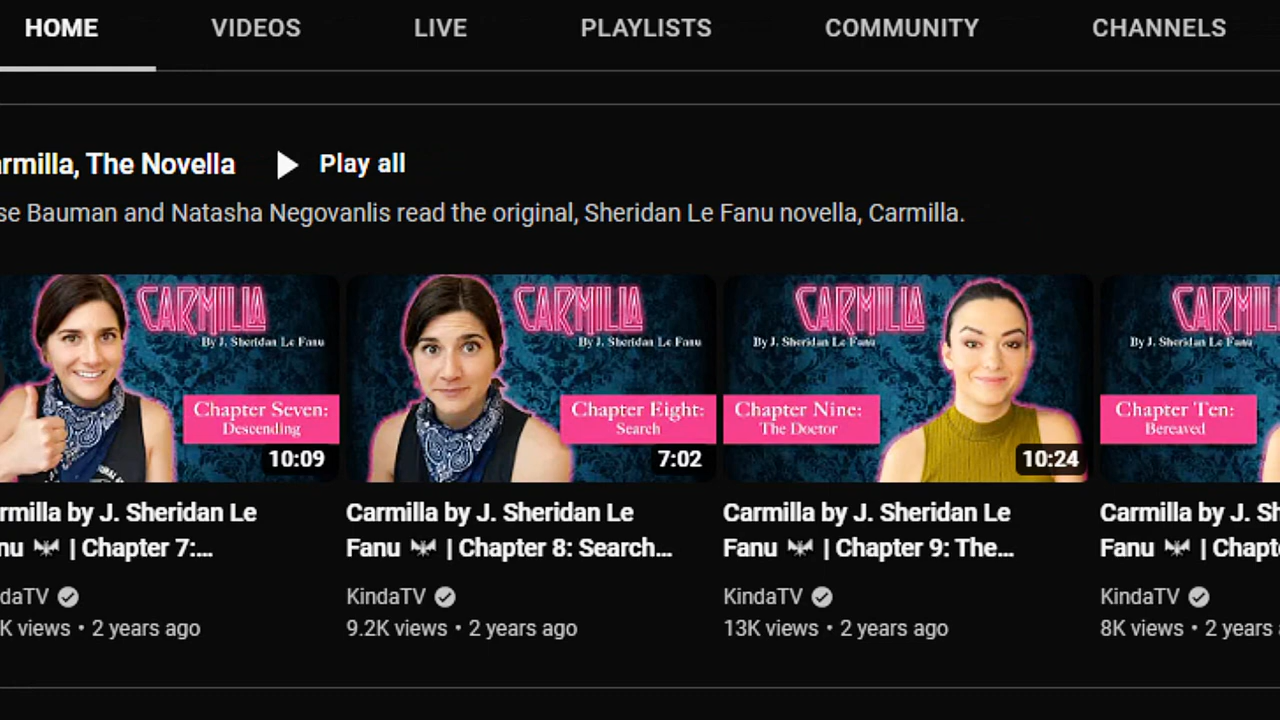 HOME VIDEOS LIVE PLAYLISTS COMMUNITY CHANNELS
armilla, The Novella Play all
se Bauman and Natasha Negovanlis read the original, Sheridan Le Fanu novella, Carmilla.
CARMILLA
By J. Sheridan Le Fanu
Chapter Seven:
Descending
10:09
CARMILLA
By J. Sheridan Le Fanu
Chapter Eight:
Search
7:02
CARMILLA
By J. Sheridan Le Fanu
Chapter Nine:
The Doctor
10:24
CARMILL
By J. Sheridan Le Fanu
Chapter Ten:
Bereaved
rmilla by J. Sheridan Le
nu | Chapter 7:...
daTV
K views • 2 years ago
Carmilla by J. Sheridan Le
Fanu | Chapter 8: Search...
KindaTV
9.2K views • 2 years ago
Carmilla by J. Sheridan Le
Fanu | Chapter 9: The...
KindaTV
13K views • 2 years ago
Carmilla by J. Sh
Fanu | Chapt
KindaTV
8K views • 2 years